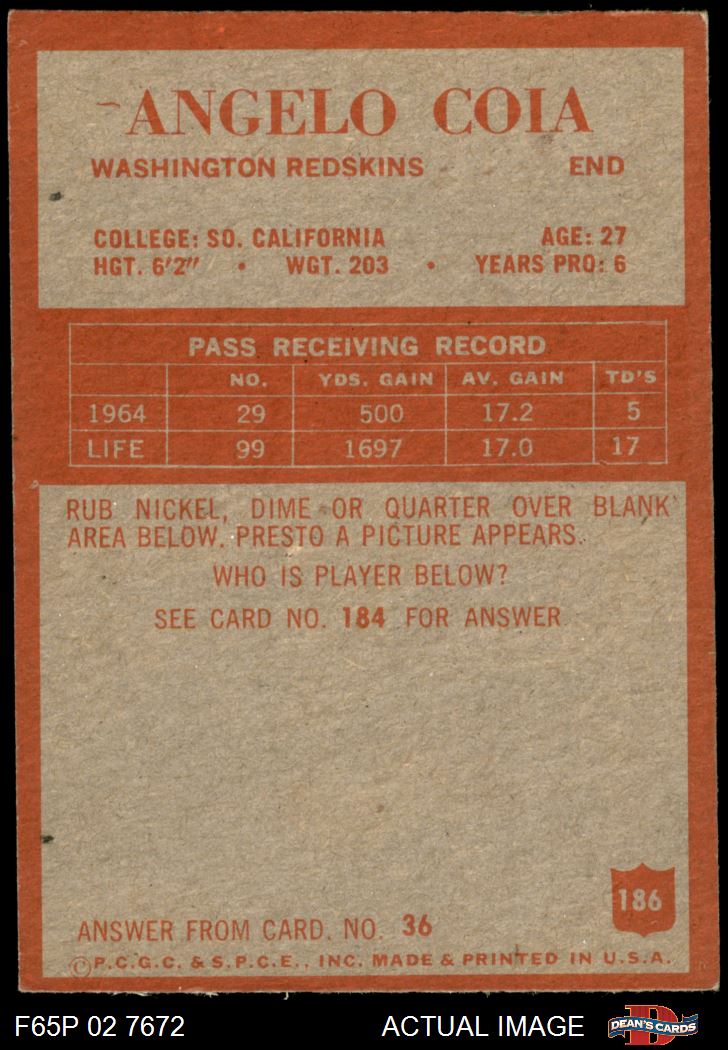 ANGELO COIA
WASHINGTON REDSKINS END
COLLEGE: SO. CALIFORNIA AGE: 27
HGT. 6'2" • WGT. 203 • YEARS PRO: 6
PASS RECEIVING RECORD
NO. YDS. GAIN AV. GAIN TD'S
1964 29 500 17.2 5
LIFE 99 1697 17.0 17
RUB NICKEL, DIME OR QUARTER OVER BLANK
AREA BELOW. PRESTO A PICTURE APPEARS.
WHO IS PLAYER BELOW?
SEE CARD NO. 184 FOR ANSWER
186
ANSWER FROM CARD. NO. 36
©P.C.G.C. & S.P.C.E., INC. MADE & PRINTED IN U.S.A.
F65P 02 7672 ACTUAL IMAGE D DEAN'S CARDS